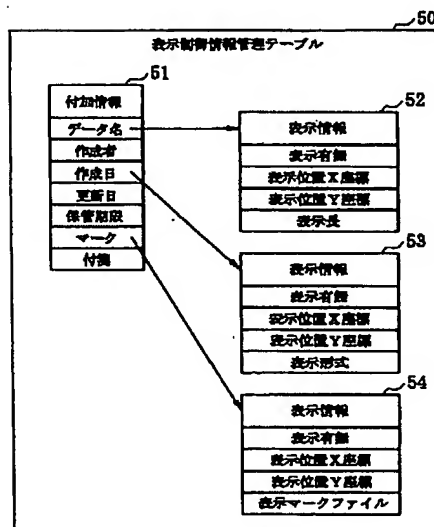 50
表示制御情報管理テーブル
51
付加情報
データ名
作成者
作成日
更新日
保管期限
マーク
付箋
52
表示情報
表示有無
表示位置X座標
表示位置Y座標
表示長
53
表示情報
表示有無
表示位置X座標
表示位置Y座標
表示形式
54
表示情報
表示有無
表示位置X座標
表示位置Y座標
表示マークファイル